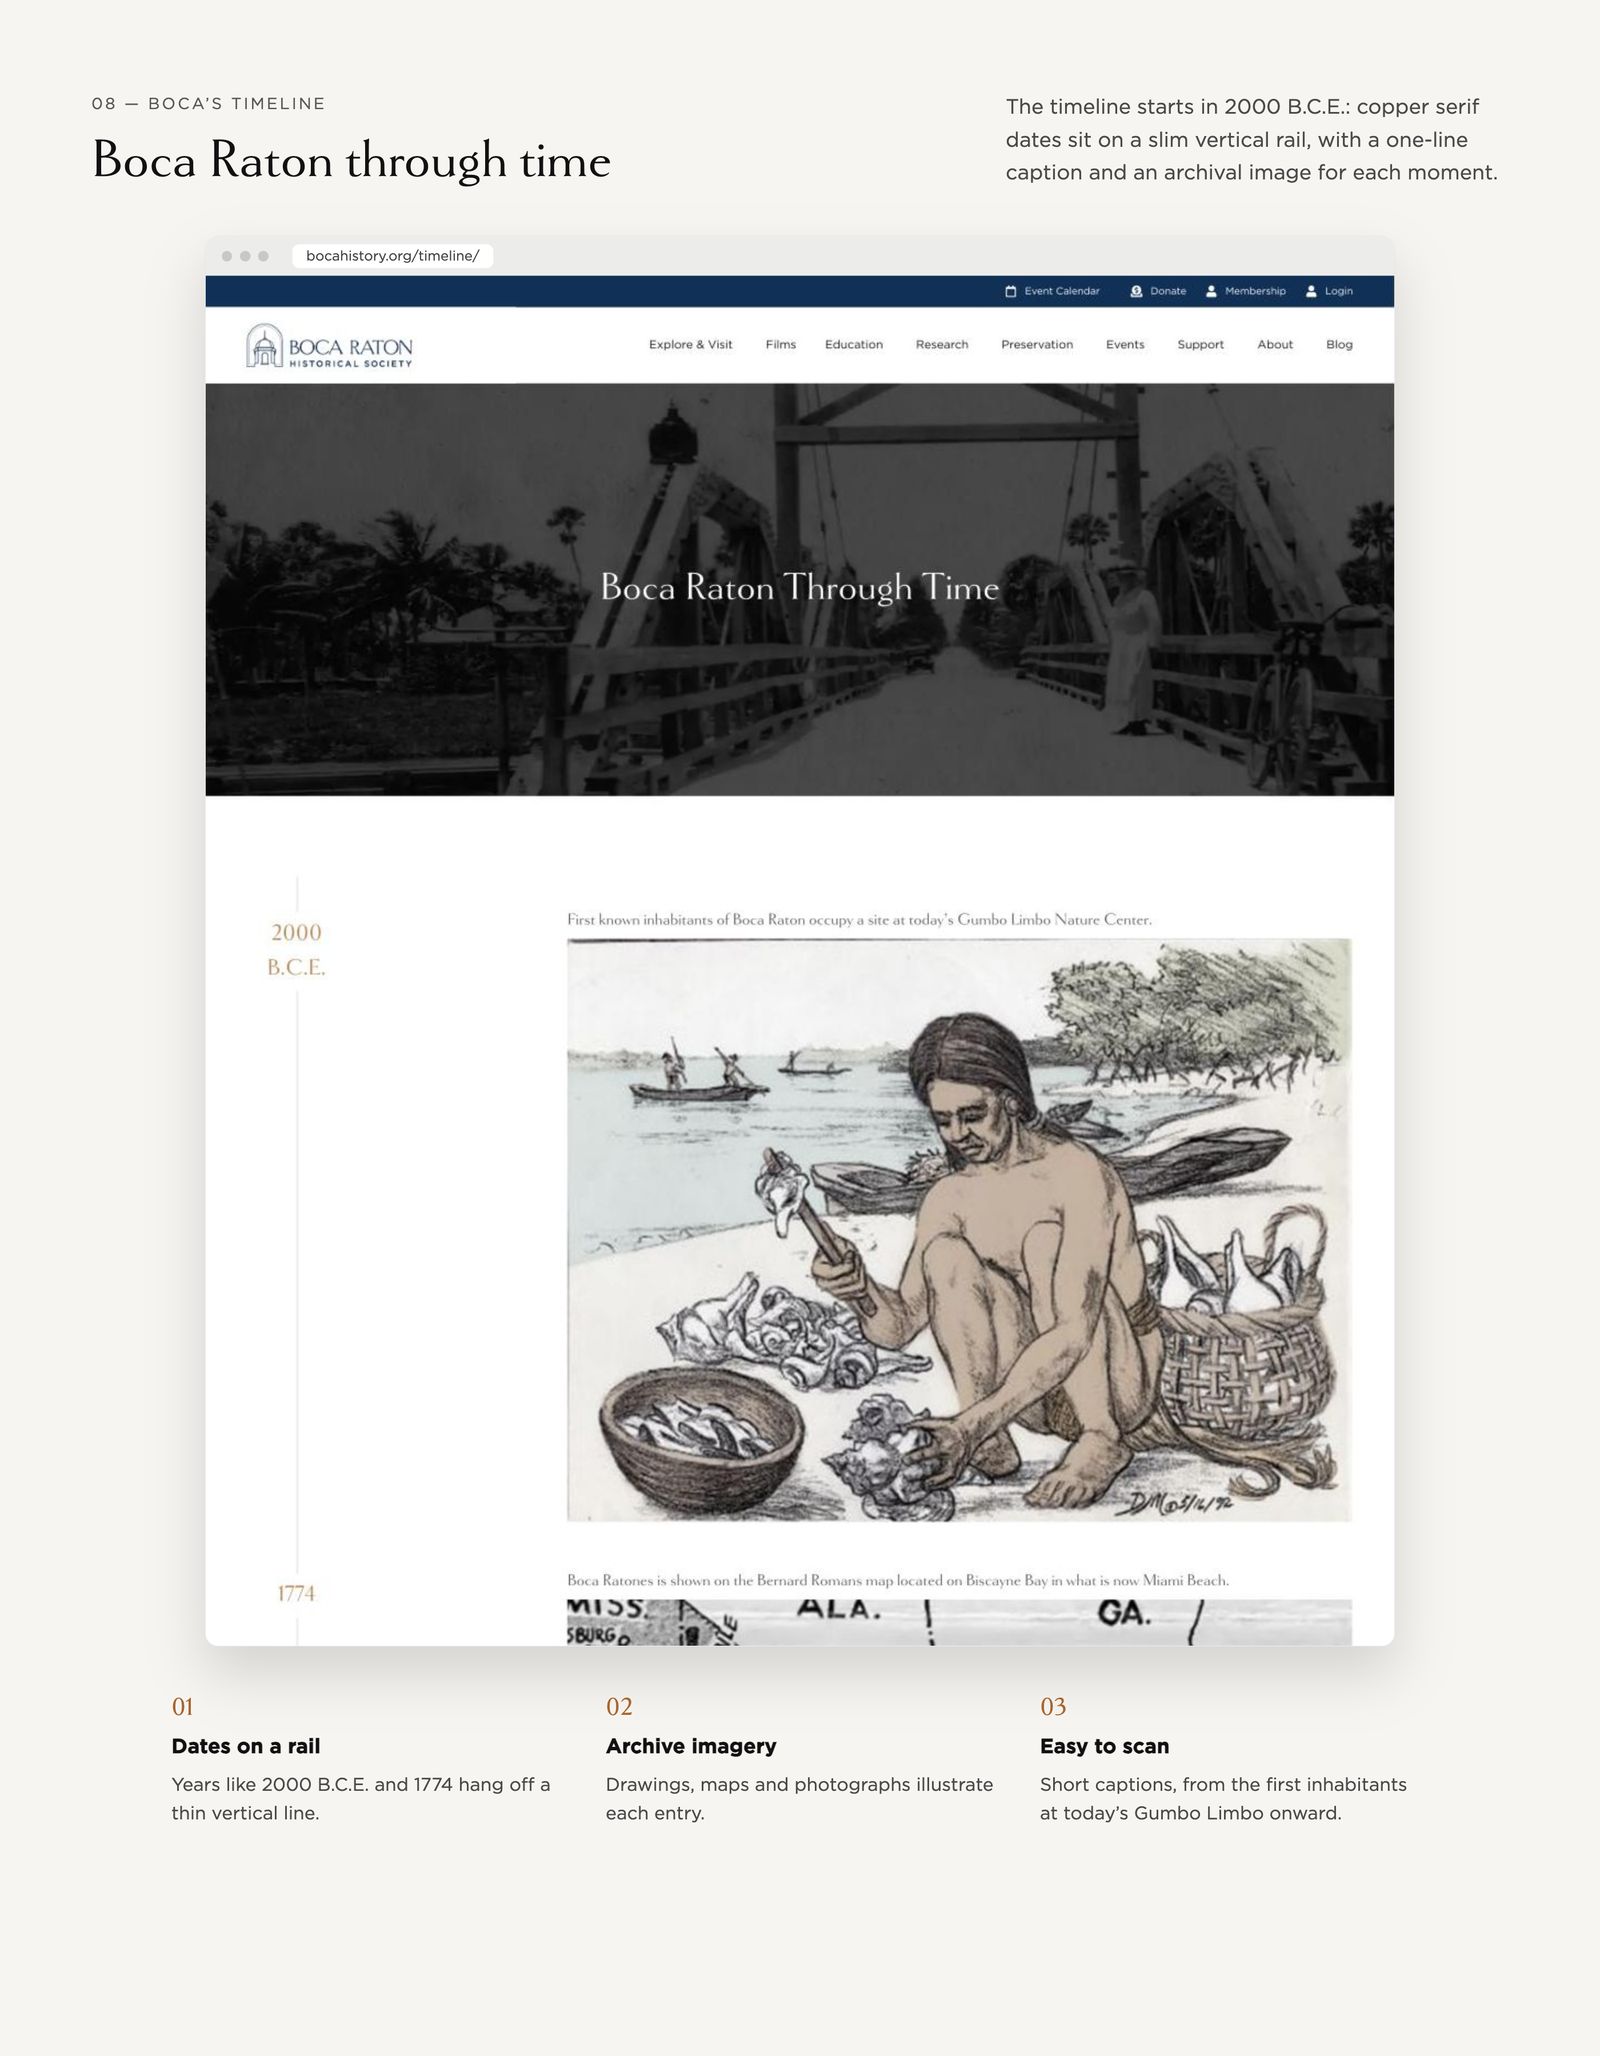 08 — BOCA’S TIMELINE
Boca Raton through time
The timeline starts in 2000 B.C.E.: copper serif
dates sit on a slim vertical rail, with a one-line
caption and an archival image for each moment.
bocahistory.org/timeline/
Event Calendar Donate Membership Login
BOCA RATON
HISTORICAL SOCIETY
Explore & Visit Films Education Research Preservation Events Support About Blog
Boca Raton Through Time
2000
B.C.E.
First known inhabitants of Boca Raton occupy a site at today’s Gumbo Limbo Nature Center.
5/16/92
1774
Boca Ratones is shown on the Bernard Romans map located on Biscayne Bay in what is now Miami Beach.
MISS. ALA. GA.
SBURG
01
Dates on a rail
Years like 2000 B.C.E. and 1774 hang off a
thin vertical line.
02
Archive imagery
Drawings, maps and photographs illustrate
each entry.
03
Easy to scan
Short captions, from the first inhabitants
at today’s Gumbo Limbo onward.